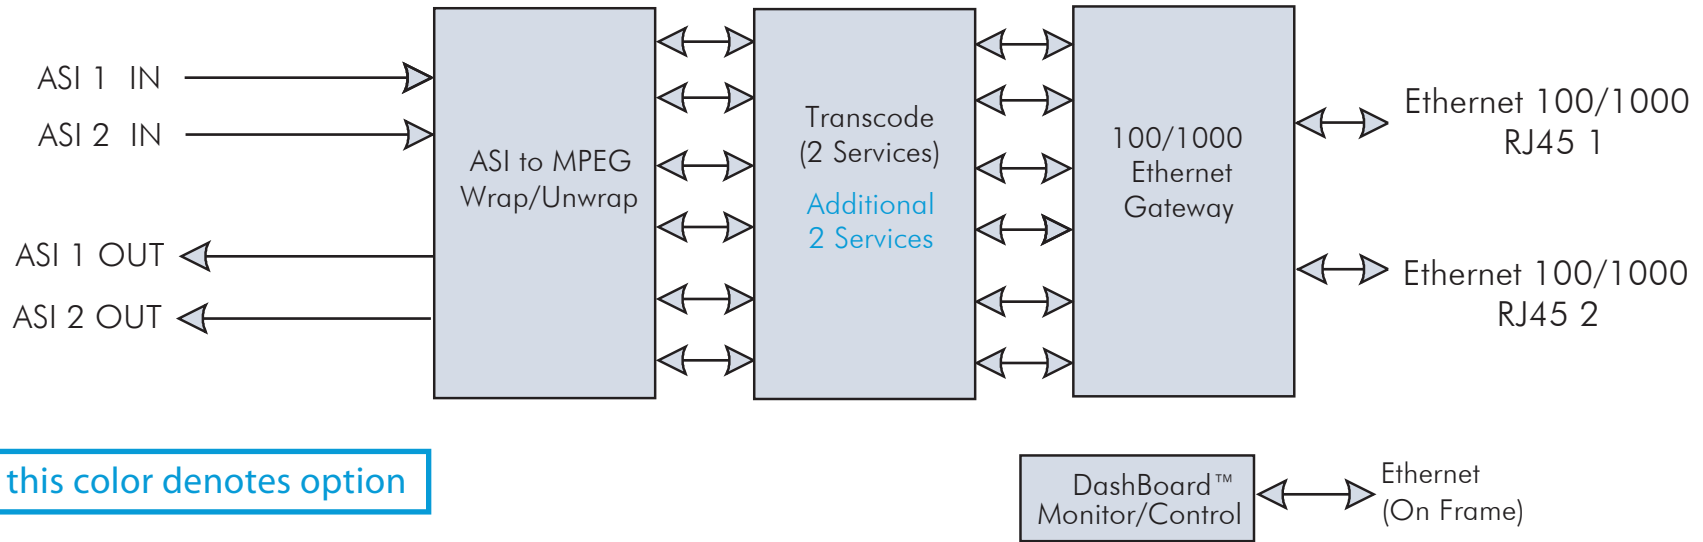 ASI 1 IN
ASI 2 IN
ASI 1 OUT
ASI 2 OUT
ASI to MPEG
Wrap/Unwrap
Transcode
(2 Services)
Additional
2 Services
100/1000
Ethernet
Gateway
Ethernet 100/1000
RJ45 1
Ethernet 100/1000
RJ45 2
this color denotes option
DashBoard™
Monitor/Control
Ethernet
(On Frame)